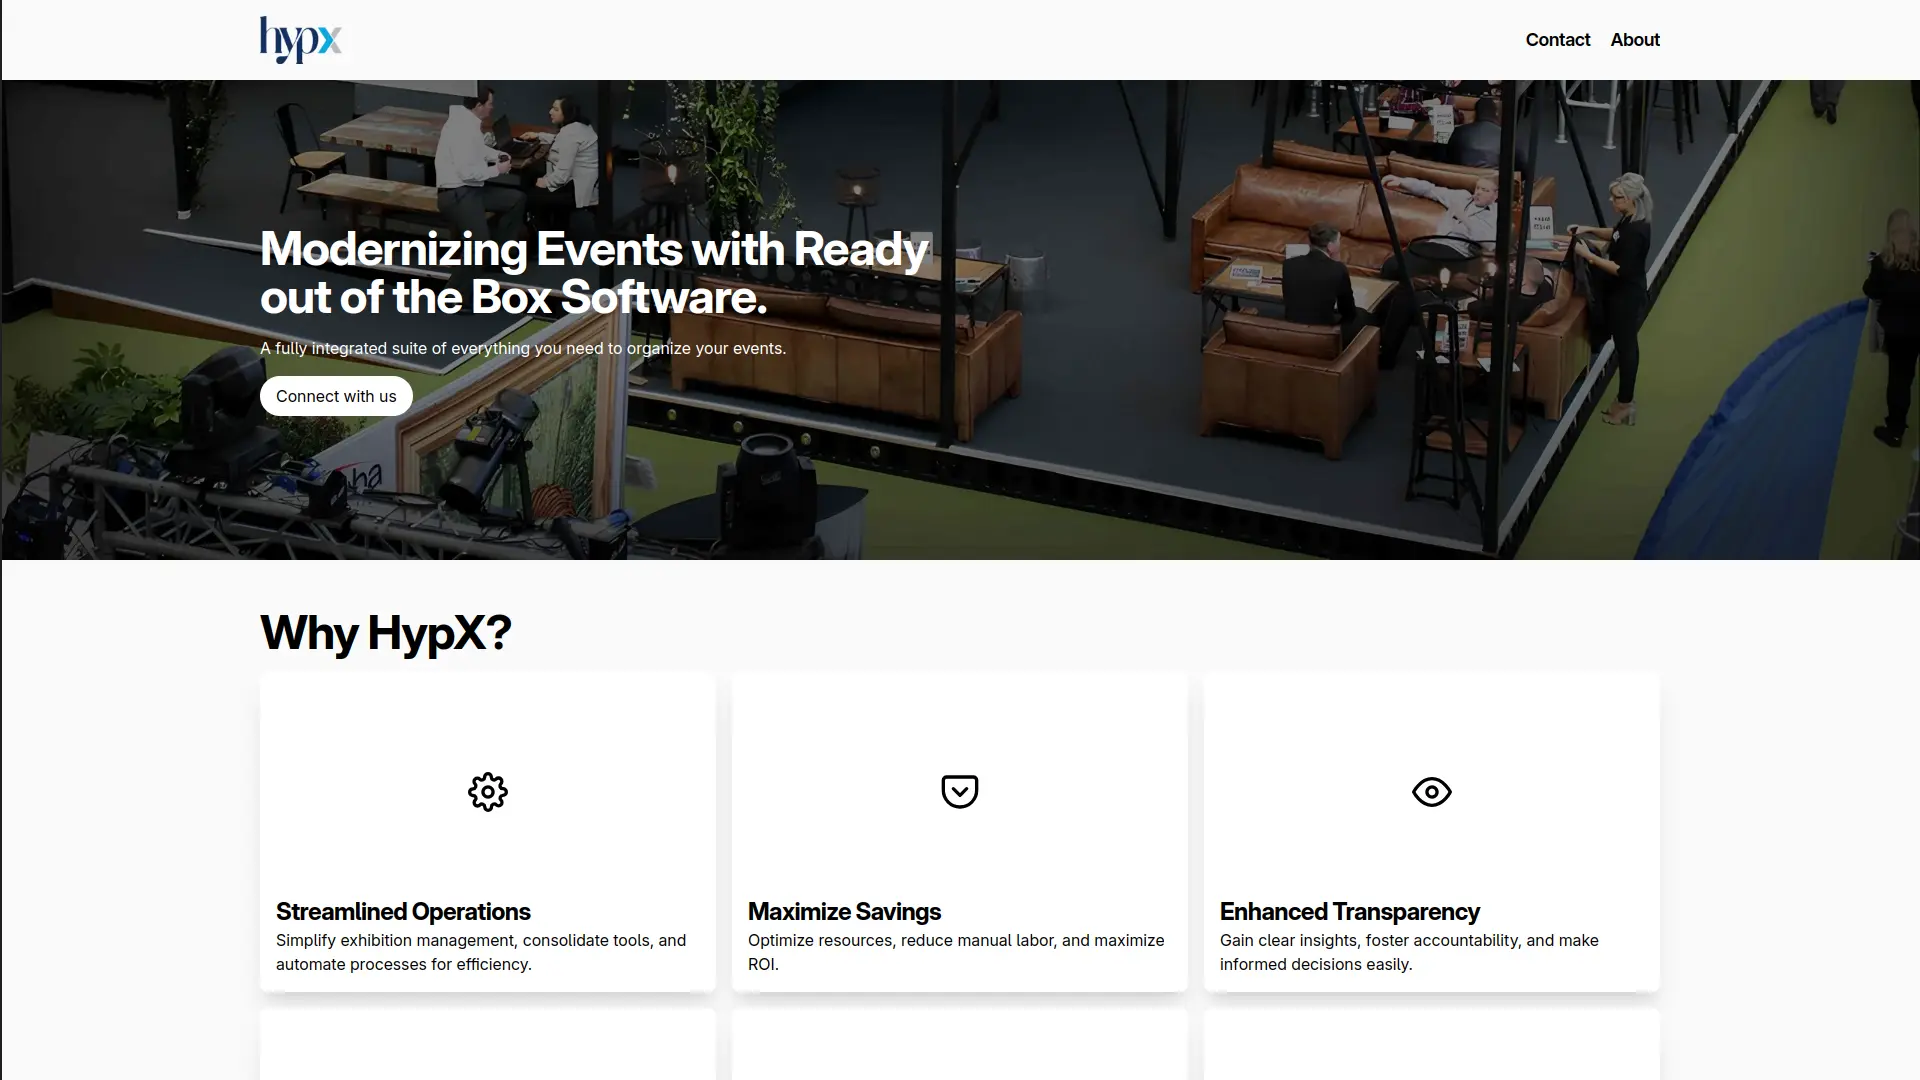 hypx
Contact
About
Modernizing Events with Ready
out of the Box Software.
A fully integrated suite of everything you need to organize your events.
Connect with us
Why HypX?
Streamlined Operations
Simplify exhibition management, consolidate tools, and
automate processes for efficiency.
Maximize Savings
Optimize resources, reduce manual labor, and maximize
ROI.
Enhanced Transparency
Gain clear insights, foster accountability, and make
informed decisions easily.